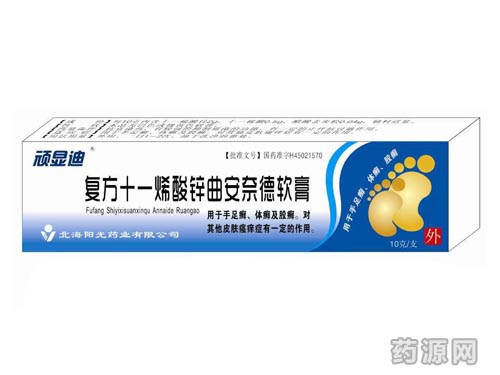 顽显迪®
【批准文号】国药准字H45021570
复方十一烯酸锌曲安奈德软膏
Fufang Shiyixisuanxinqu Annaide Ruangao
用于手足癣、体癣及股癣。对
其他皮肤瘙痒症有一定的作用。
北海阳光药业有限公司
用于手足癣、体癣、股癣
10克/支
外
药源网